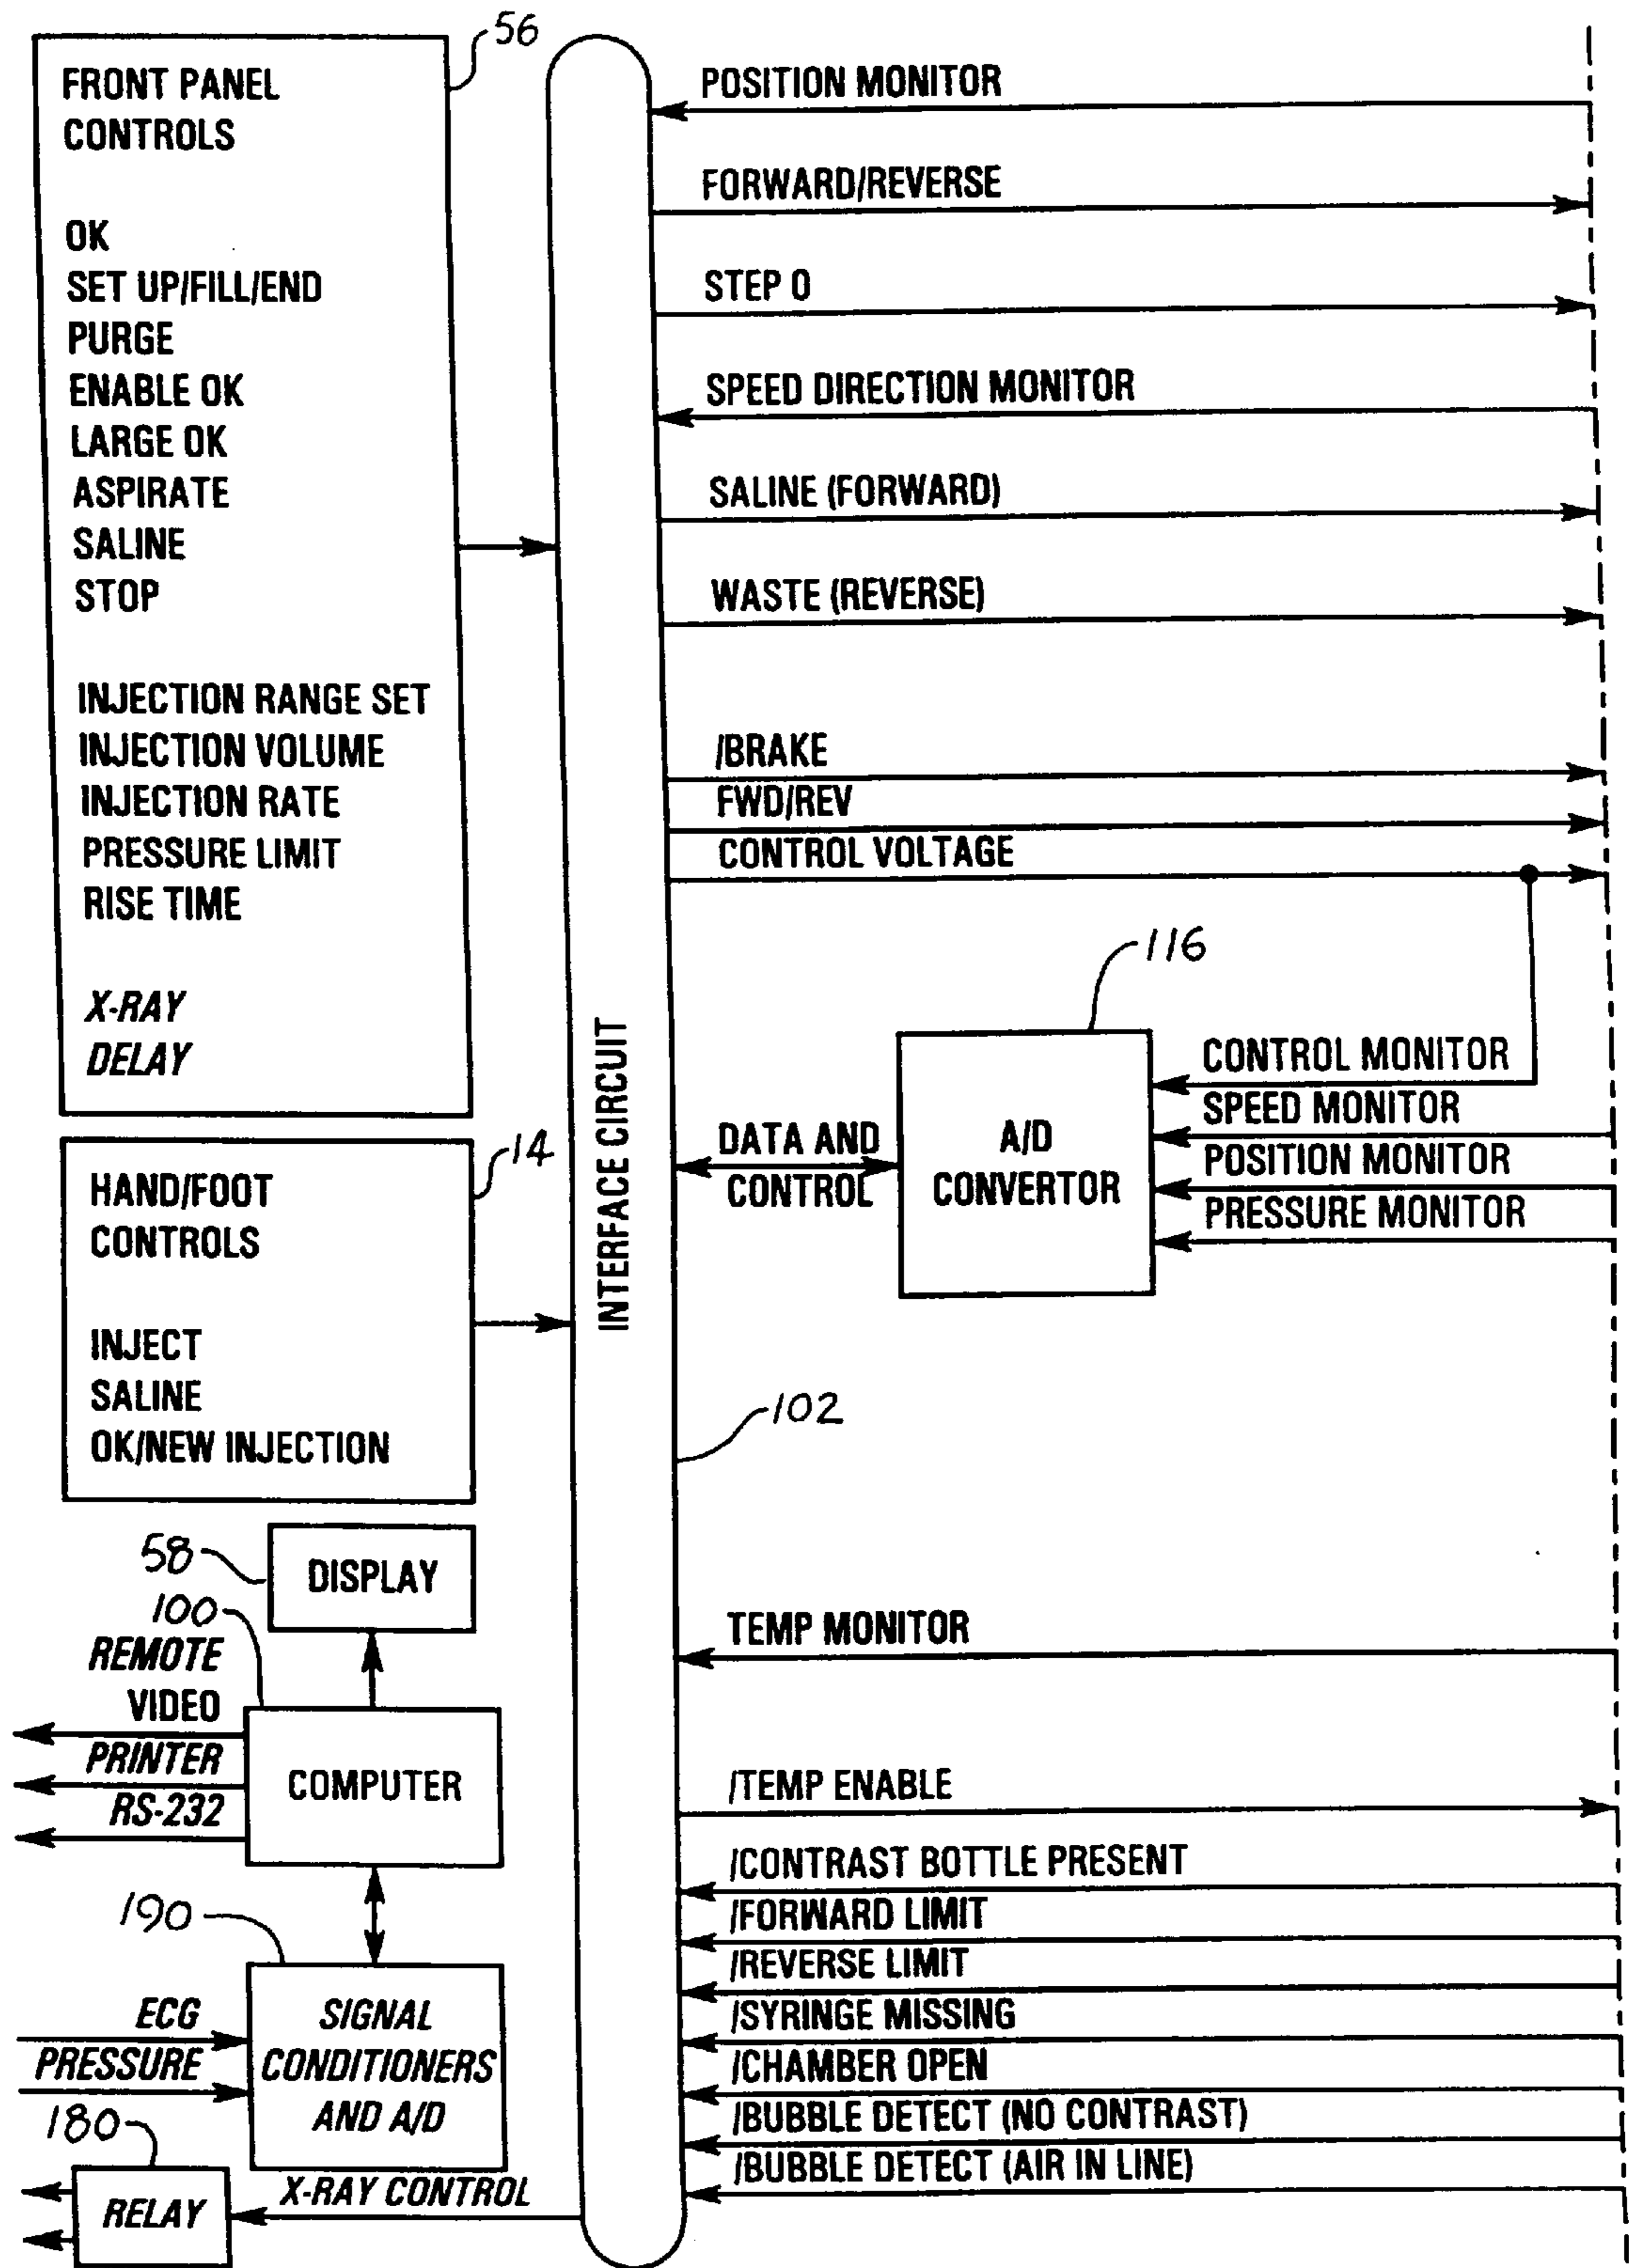 56
FRONT PANEL
CONTROLS
OK
SET UP/FILL/END
PURGE
ENABLE OK
LARGE OK
ASPIRATE
SALINE
STOP
INJECTION RANGE SET
INJECTION VOLUME
INJECTION RATE
PRESSURE LIMIT
RISE TIME
X-RAY
DELAY
14
HAND/FOOT
CONTROLS
INJECT
SALINE
OK/NEW INJECTION
58
DISPLAY
100
REMOTE
VIDEO
PRINTER
RS-232
COMPUTER
190
ECG
PRESSURE
SIGNAL
CONDITIONERS
AND A/D
180
RELAY
X-RAY CONTROL
INTERFACE CIRCUIT
102
POSITION MONITOR
FORWARD/REVERSE
STEP 0
SPEED DIRECTION MONITOR
SALINE (FORWARD)
WASTE (REVERSE)
/BRAKE
FWD/REV
CONTROL VOLTAGE
116
DATA AND
CONTROL
A/D
CONVERTOR
CONTROL MONITOR
SPEED MONITOR
POSITION MONITOR
PRESSURE MONITOR
TEMP MONITOR
/TEMP ENABLE
/CONTRAST BOTTLE PRESENT
/FORWARD LIMIT
/REVERSE LIMIT
/SYRINGE MISSING
/CHAMBER OPEN
/BUBBLE DETECT (NO CONTRAST)
/BUBBLE DETECT (AIR IN LINE)